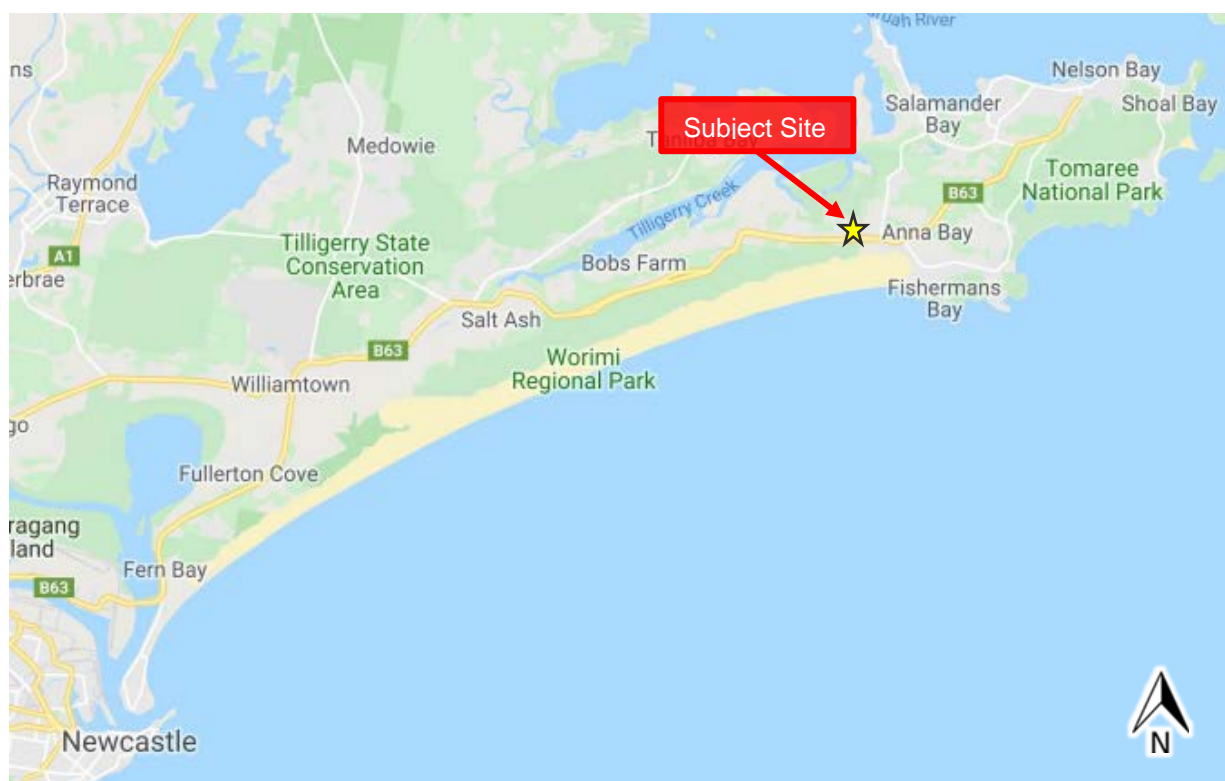 Nelson Bay
Shoal Bay
Salamander
Bay
Subject Site
Medowie
Raymond
Terrace
B63
Tomaree
National Park
Tilligerry Creek
Anna Bay
A1
Tilligerry State
Conservation
Area
Bobs Farm
Fishermans
Bay
Salt Ash
B63
Worimi
Regional Park
Williamtown
Fullerton Cove
Fern Bay
B63
Newcastle
N